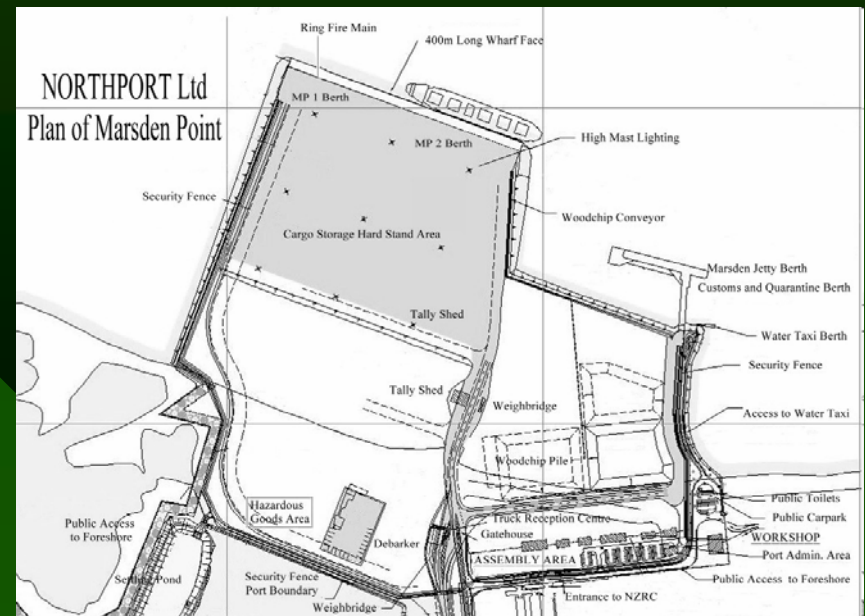 NORTHPORT Ltd
Plan of Marsden Point
Ring Fire Main
400m Long Wharf Face
MP 1 Berth
MP 2 Berth
High Mast Lighting
Security Fence
Woodchip Conveyor
Cargo Storage Hard Stand Area
Marsden Jetty Berth
Customs and Quarantine Berth
Tally Shed
Water Taxi Berth
Security Fence
Tally Shed
Weighbridge
Access to Water Taxi
Woodchip Pile
Public Toilets
Hazardous
Goods Area
Public Access
to Foreshore
Truck Reception Centre
Public Carpark
Gatehouse
WORKSHOP
Debarker
ASSEMBLY AREA
Port Admin. Area
Settling Pond
Security Fence
Port Boundary
Public Access to Foreshore
Weighbridge
Entrance to NZRC